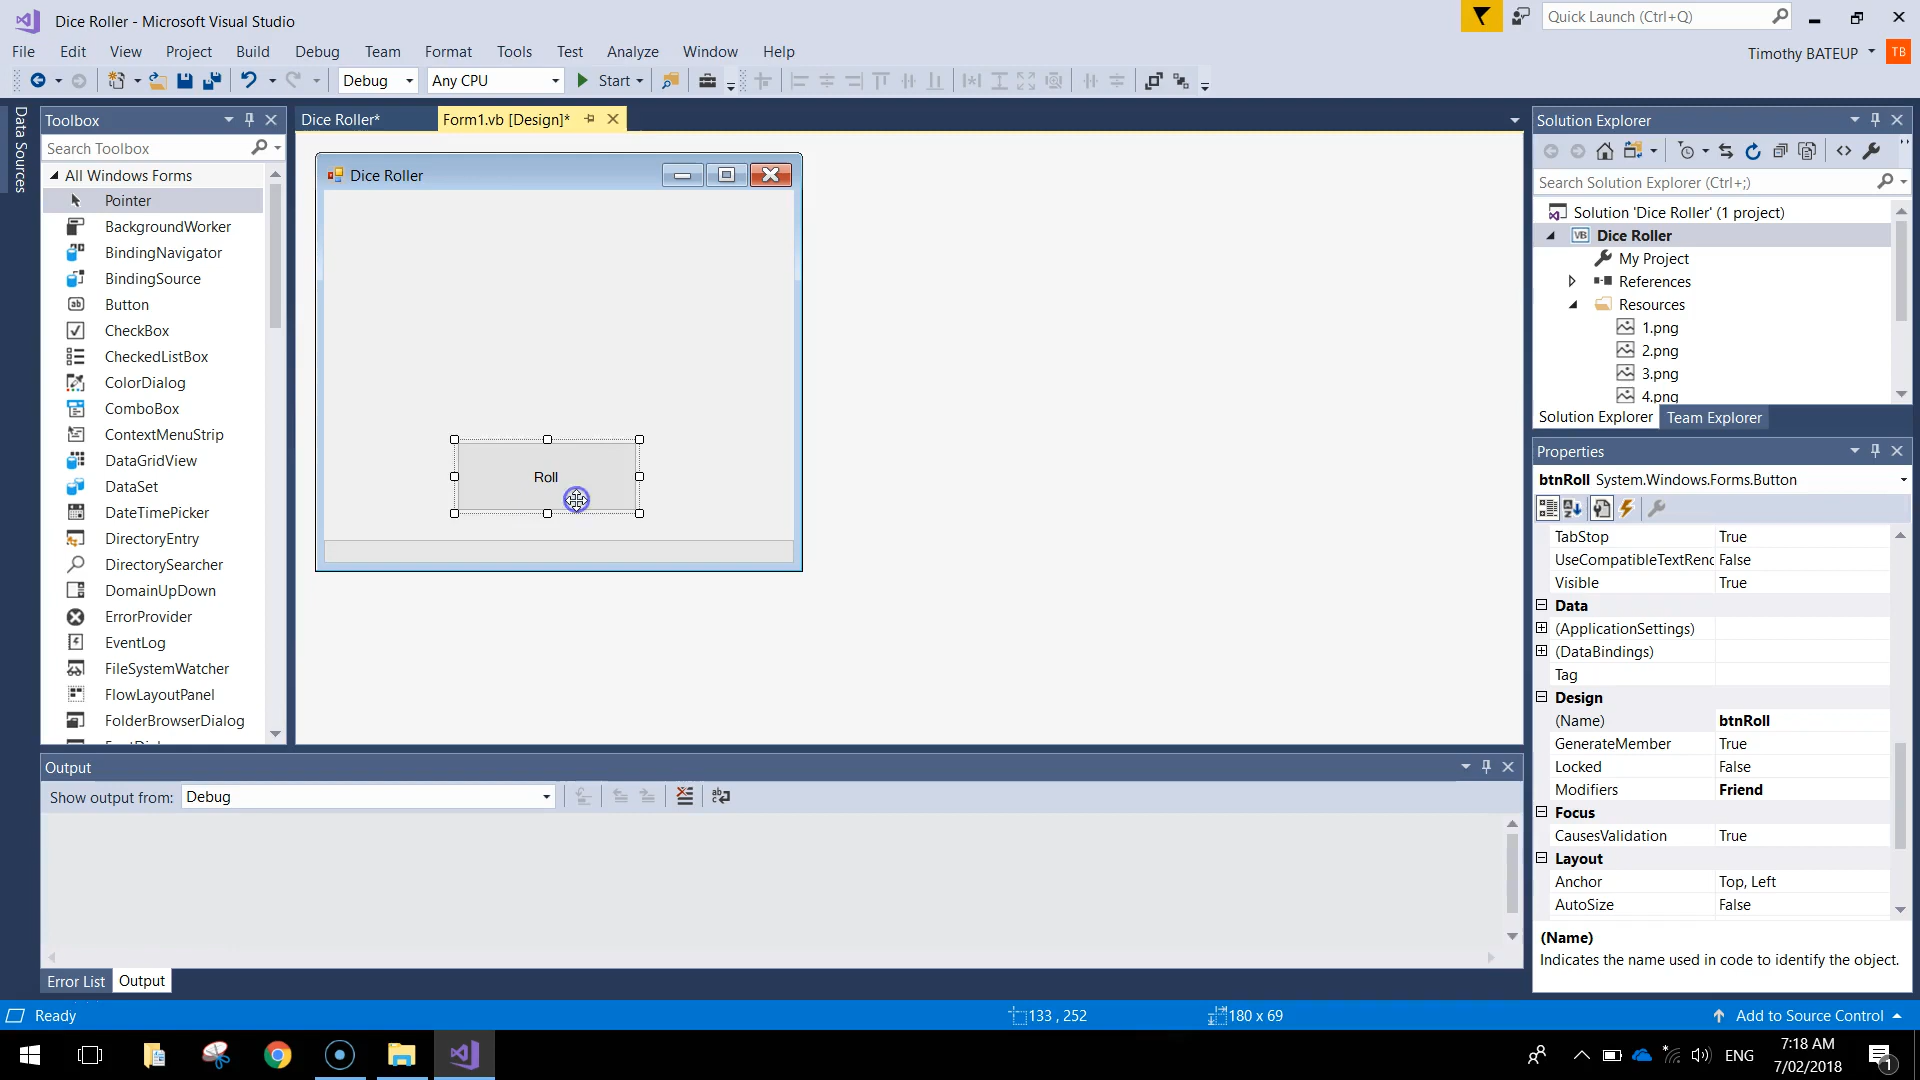 Dice Roller - Microsoft Visual Studio
Quick Launch (Ctrl+Q)
File Edit View Project Build Debug Team Format Tools Test Analyze Window Help
Timothy BATEUP
TB
Debug Any CPU Start
Data Sources
Toolbox
Search Toolbox
All Windows Forms
Pointer
BackgroundWorker
BindingNavigator
BindingSource
Button
CheckBox
CheckedListBox
ColorDialog
ComboBox
ContextMenuStrip
DataGridView
DataSet
DateTimePicker
DirectoryEntry
DirectorySearcher
DomainUpDown
ErrorProvider
EventLog
FileSystemWatcher
FlowLayoutPanel
FolderBrowserDialog
Dice Roller*
Form1.vb [Design]*
Dice Roller
Roll
Solution Explorer
Search Solution Explorer (Ctrl+;)
Solution 'Dice Roller' (1 project)
VB Dice Roller
My Project
References
Resources
1.png
2.png
3.png
4.png
Solution Explorer Team Explorer
Properties
btnRoll System.Windows.Forms.Button
TabStop True
UseCompatibleTextRend False
Visible True
Data
(ApplicationSettings)
(DataBindings)
Tag
Design
(Name) btnRoll
GenerateMember True
Locked False
Modifiers Friend
Focus
CausesValidation True
Layout
Anchor Top, Left
AutoSize False
(Name)
Indicates the name used in code to identify the object.
Output
Show output from: Debug
Error List Output
Ready
133 , 252
180 x 69
Add to Source Control
ENG
7:18 AM
7/02/2018
1